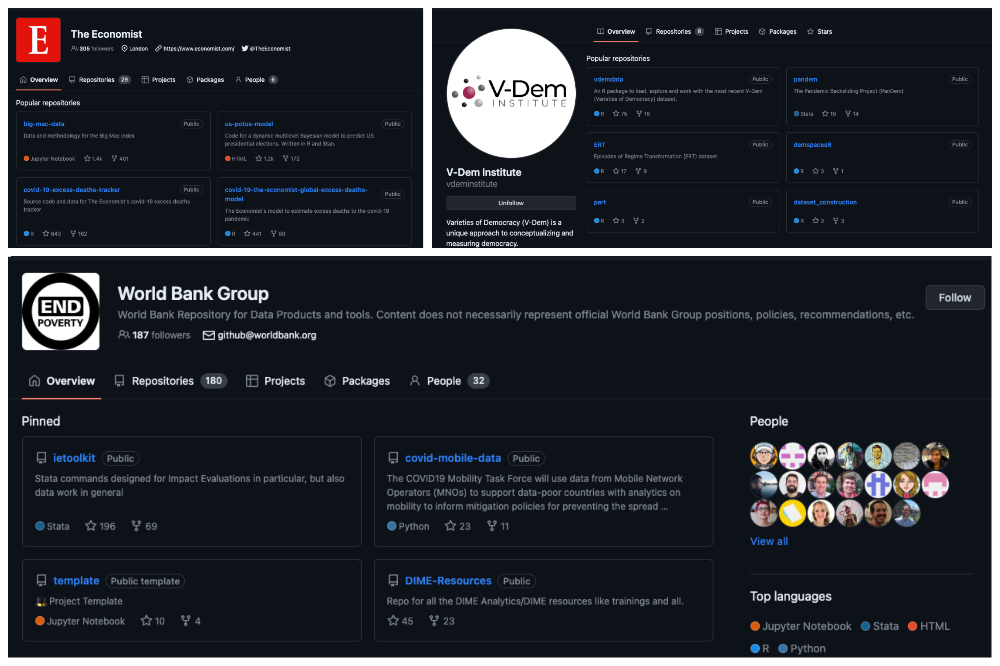 E
The Economist
305 followers London https://www.economist.com/ @TheEconomist
Overview Repositories 29 Projects Packages People 6
Popular repositories
big-mac-data Public
Data and methodology for the Big Mac index
Jupyter Notebook 1.4k 401
us-potus-model Public
Code for a dynamic multilevel Bayesian model to predict US
presidential elections. Written in R and Stan.
HTML 1.2k 172
covid-19-excess-deaths-tracker Public
Source code and data for The Economist's covid-19 excess deaths
tracker
R 643 162
covid-19-the-economist-global-excess-deaths-
model Public
The Economist's model to estimate excess deaths to the covid-19
pandemic
R 441 80
Overview Repositories 8 Projects Packages Stars
V-Dem
INSTITUTE
V-Dem Institute
vdeminstitute
Unfollow
Varieties of Democracy (V-Dem) is a
unique approach to conceptualizing and
measuring democracy.
Popular repositories
vdemdata Public
An R package to load, explore and work with the most recent V-Dem
(Varieties of Democracy) dataset.
R 75 16
pandem Public
The Pandemic Backsliding Project (PanDem)
Stata 19 14
ERT Public
Episodes of Regime Transformation (ERT) dataset.
R 17 9
demspacesR Public
R 3 1
part Public
R 3 2
dataset_construction Public
R 3 3
END
POVERTY
World Bank Group
Follow
World Bank Repository for Data Products and tools. Content does not necessarily represent official World Bank Group positions, policies, recommendations, etc.
187 followers github@worldbank.org
Overview Repositories 180 Projects Packages People 32
Pinned
ietoolkit Public
Stata commands designed for Impact Evaluations in particular, but also
data work in general
Stata 196 69
covid-mobile-data Public
The COVID19 Mobility Task Force will use data from Mobile Network
Operators (MNOs) to support data-poor countries with analytics on
mobility to inform mitigation policies for preventing the spread ...
Python 23 11
template Public template
Project Template
Jupyter Notebook 10 4
DIME-Resources Public
Repo for all the DIME Analytics/DIME resources like trainings and all.
45 23
People
View all
Top languages
Jupyter Notebook Stata HTML
R Python